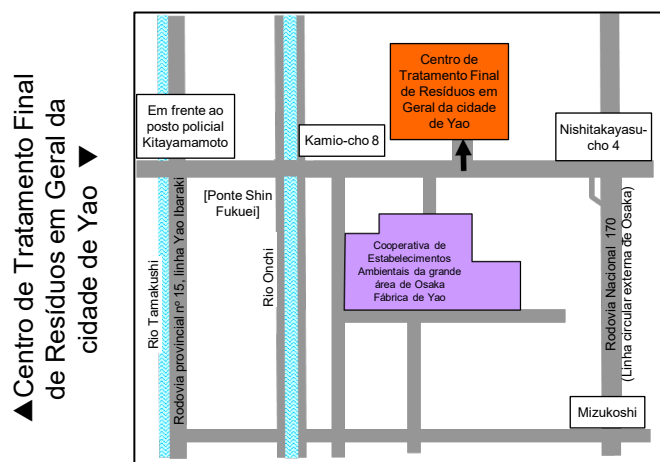 ▲Centro de Tratamento Final
de Resíduos em Geral da
cidade de Yao ▼
Centro de
Tratamento Final
de Resíduos em
Geral da cidade
de Yao
Em frente ao
posto policial
Kitayamamoto
Kamio-cho 8
Nishitakayasu-
cho 4
[Ponte Shin
Fukuei]
Rio Tamakushi
Rodovia provincial nº 15, linha Yao Ibaraki
Rio Onchi
Cooperativa de
Estabelecimentos
Ambientais da grande
área de Osaka
Fábrica de Yao
Rodovia Nacional 170
(Linha circular externa de Osaka)
Mizukoshi